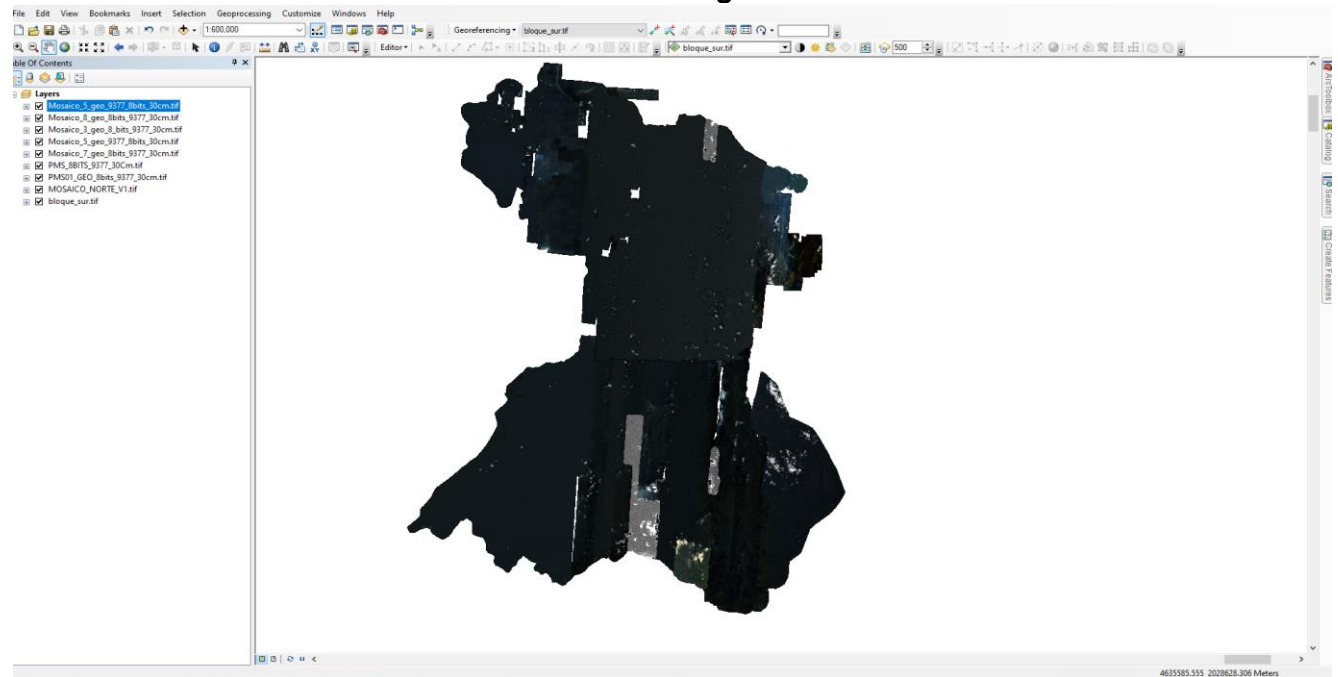 File Edit View Bookmarks Insert Selection Geoprocessing Customize Windows Help
1:600.000 Georeferencing bloque_sur.tif
Editor bloque_sur.tif 500
ble Of Contents
Layers
Mosaico_5_geo_9377_8bits_30cm.tif
Mosaico_8_geo_8bits_9377_30cm.tif
Mosaico_3_geo_8_bits_9377_30cm.tif
Mosaico_5_geo_9377_8bits_30cm.tif
Mosaico_7_geo_8bits_9377_30cm.tif
PMS_8BITS_9377_30Cm.tif
PMS01_GEO_8bits_9377_30cm.tif
MOSAICO_NORTE_V1.tif
bloque_sur.tif
ArcToolbox
Catalog
Search
Create Features
4635585.555 2028628.306 Meters